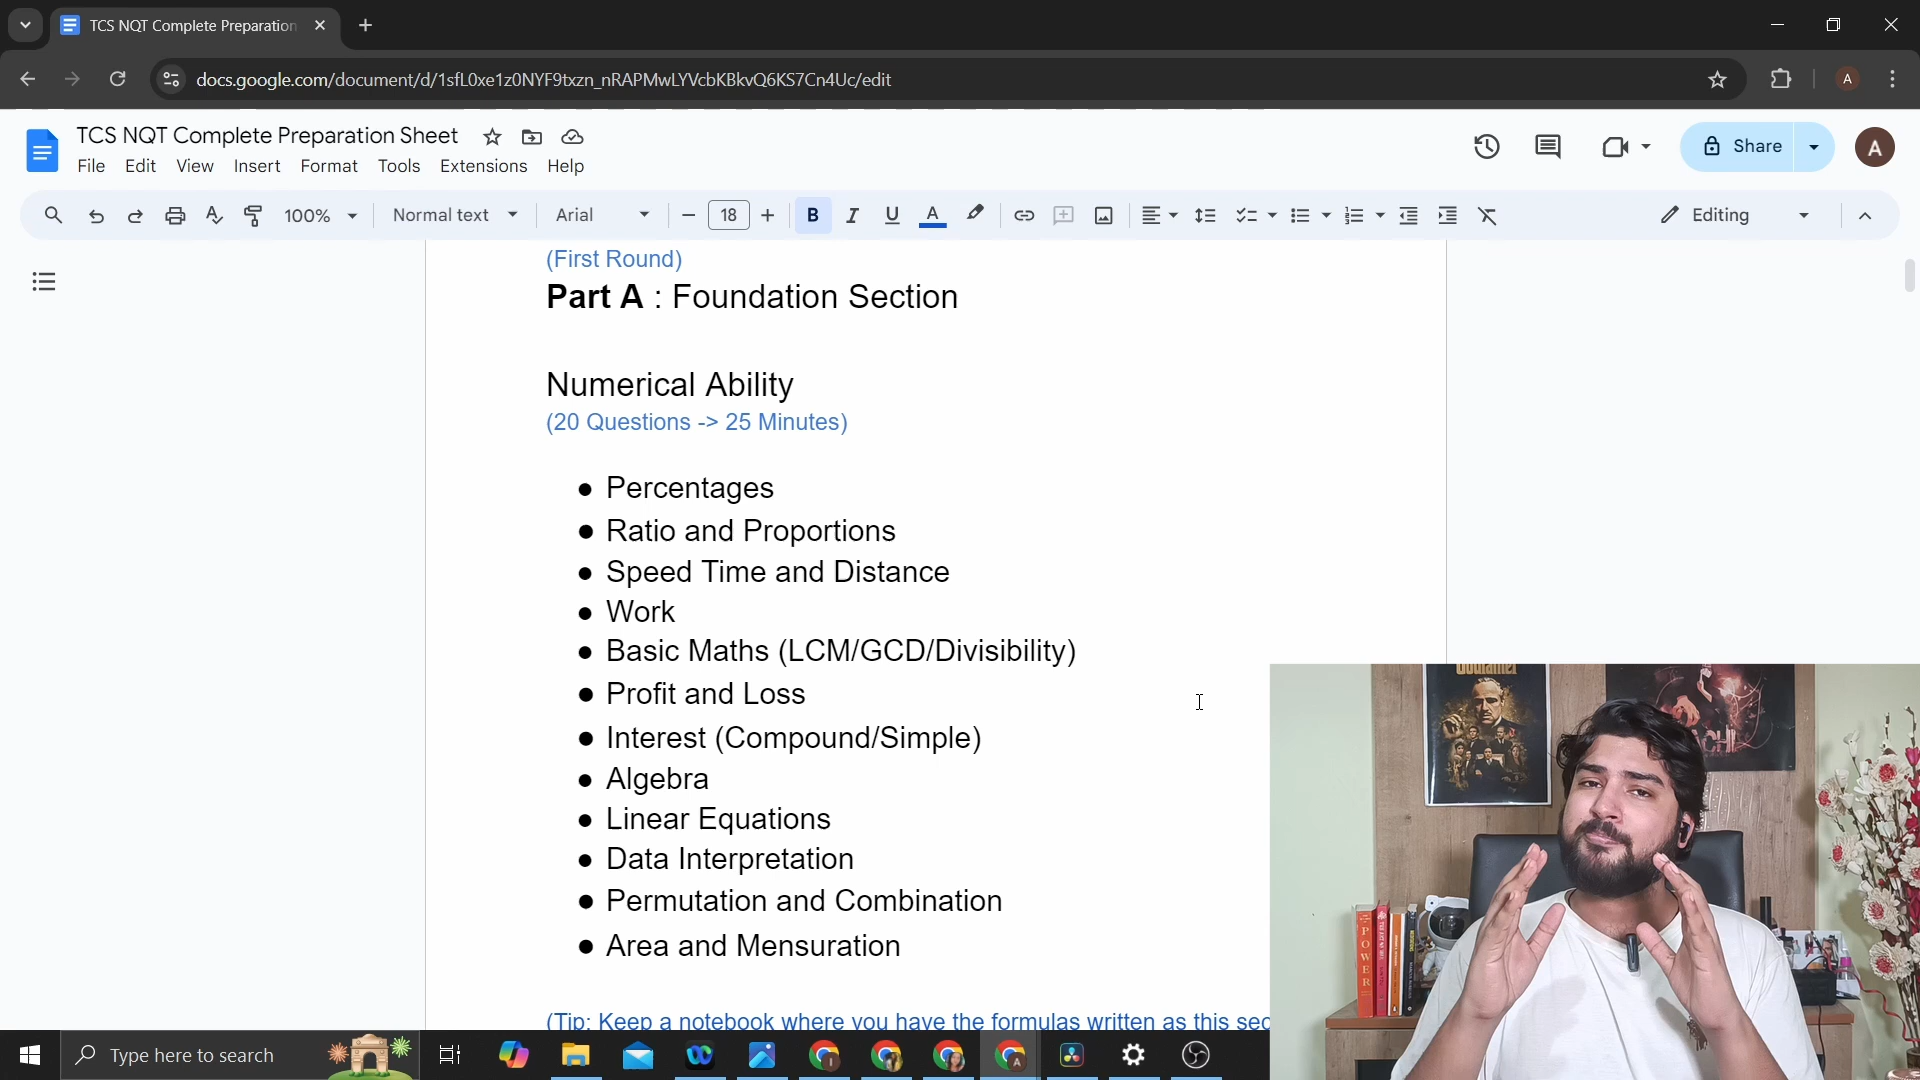 TCS NQT Complete Preparation
docs.google.com/document/d/1sfL0xe1z0NYF9txzn_nRAPMwLYVcbKBkvQ6KS7Cn4Uc/edit
A
TCS NQT Complete Preparation Sheet
File Edit View Insert Format Tools Extensions Help
Share
A
100% Normal text Arial 18 B I U A Editing
(First Round)
Part A : Foundation Section
Numerical Ability
(20 Questions -> 25 Minutes)
● Percentages
● Ratio and Proportions
● Speed Time and Distance
● Work
● Basic Maths (LCM/GCD/Divisibility)
● Profit and Loss
● Interest (Compound/Simple)
● Algebra
● Linear Equations
● Data Interpretation
● Permutation and Combination
● Area and Mensuration
(Tip: Keep a notebook where you have the formulas written as this sec
POWER
Type here to search